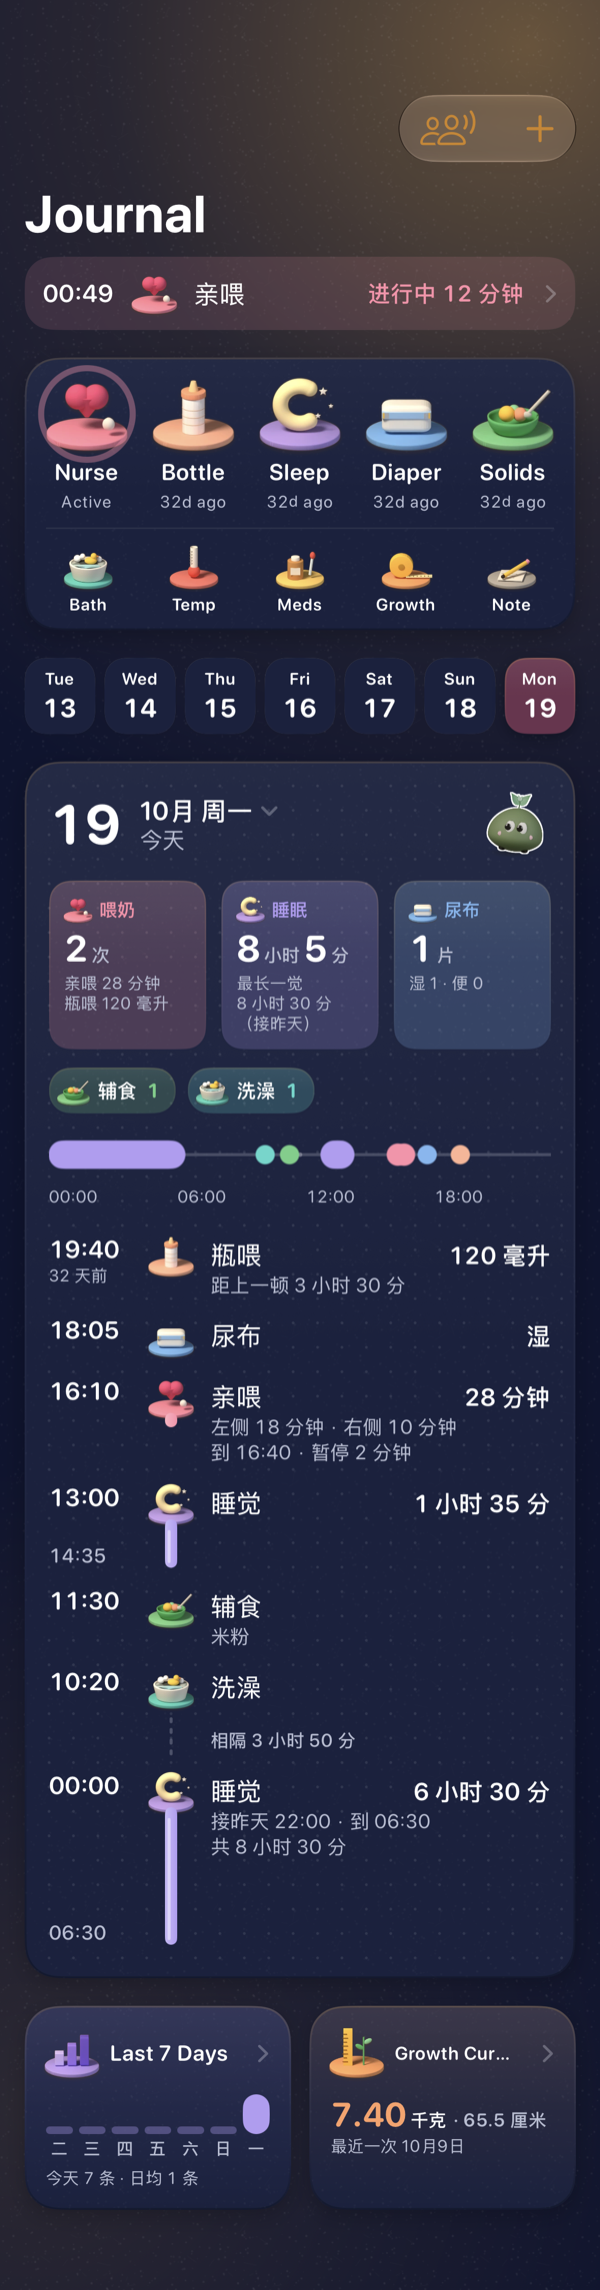 Journal
00:49 亲喂 进行中 12 分钟
Nurse Bottle Sleep Diaper Solids
Active 32d ago 32d ago 32d ago 32d ago
Bath Temp Meds Growth Note
Tue Wed Thu Fri Sat Sun Mon
13 14 15 16 17 18 19
19 10月 周一
今天
喂奶
2 次
亲喂 28 分钟
瓶喂 120 毫升
睡眠
8 小时 5 分
最长一觉
8 小时 30 分
（接昨天）
尿布
1 片
湿 1 · 便 0
辅食 1 洗澡 1
00:00 06:00 12:00 18:00
19:40 瓶喂 120 毫升
32 天前 距上一顿 3 小时 30 分
18:05 尿布 湿
16:10 亲喂 28 分钟
左侧 18 分钟 · 右侧 10 分钟
到 16:40 · 暂停 2 分钟
13:00 睡觉 1 小时 35 分
14:35
11:30 辅食
米粉
10:20 洗澡
相隔 3 小时 50 分
00:00 睡觉 6 小时 30 分
接昨天 22:00 · 到 06:30
共 8 小时 30 分
06:30
Last 7 Days
二 三 四 五 六 日 一
今天 7 条 · 日均 1 条
Growth Cur...
7.40 千克 · 65.5 厘米
最近一次 10月9日